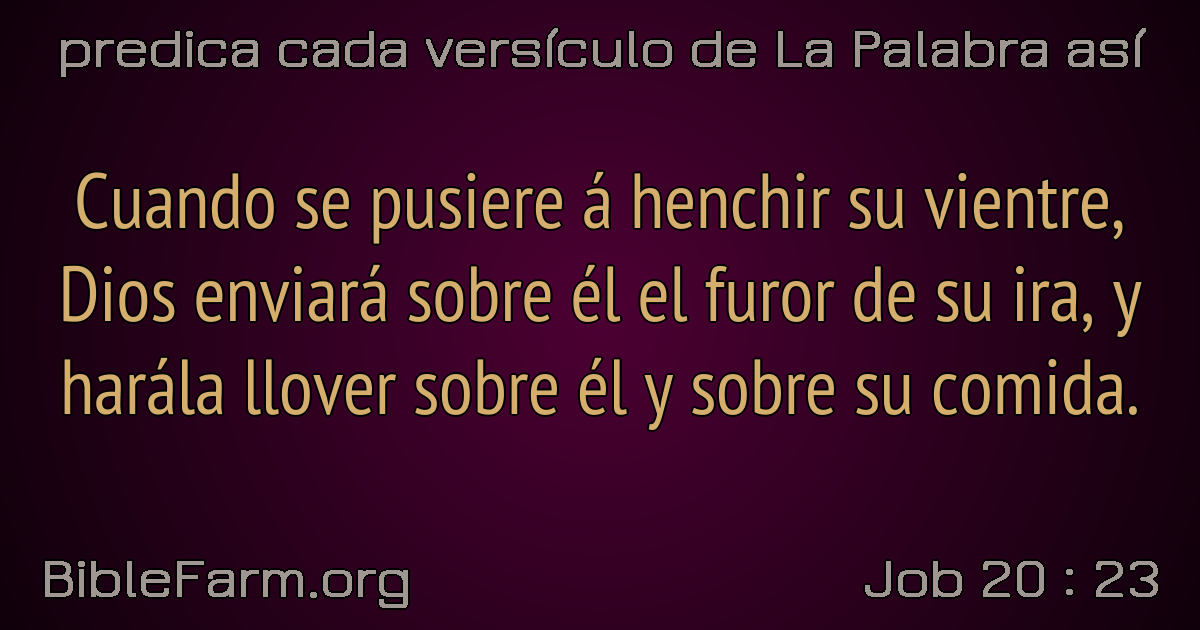 predica cada versículo de La Palabra así
Cuando se pusiere á henchir su vientre,
Dios enviará sobre él el furor de su ira, y
harála llover sobre él y sobre su comida.
BibleFarm.org
Job 20 : 23